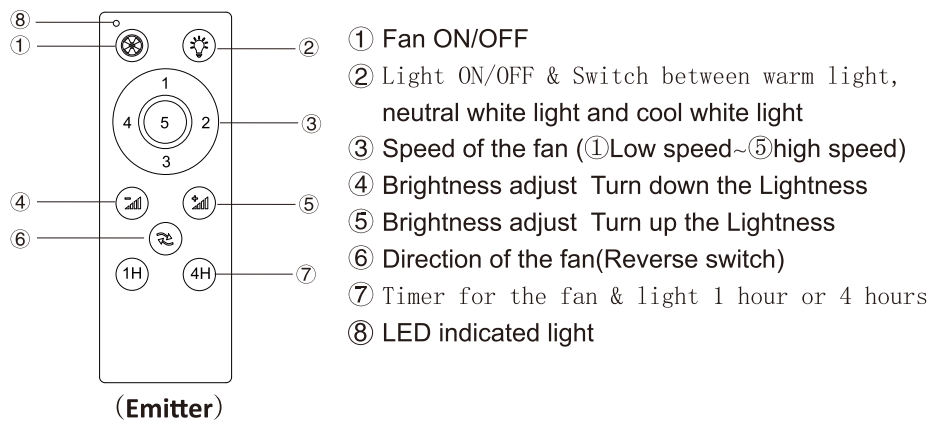 ⑧
①
②
1
4 5 2
3
③
④
⑤
⑥
1H 4H
⑦
(Emitter)
① Fan ON/OFF
② Light ON/OFF & Switch between warm light,
neutral white light and cool white light
③ Speed of the fan (①Low speed~⑤high speed)
④ Brightness adjust Turn down the Lightness
⑤ Brightness adjust Turn up the Lightness
⑥ Direction of the fan(Reverse switch)
⑦ Timer for the fan & light 1 hour or 4 hours
⑧ LED indicated light